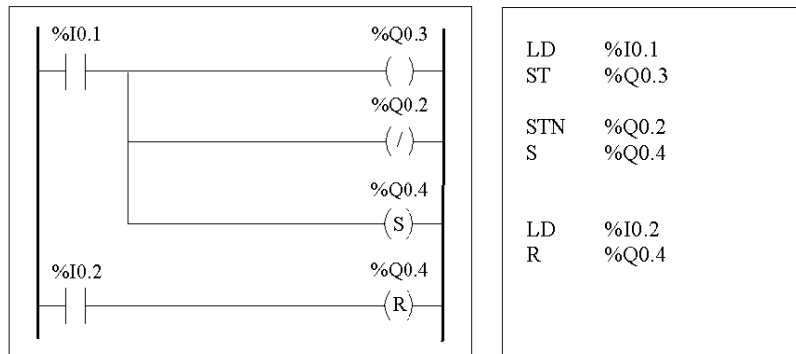 %I0.1 %Q0.3
( )
%Q0.2
(/)
%Q0.4
(S)
%I0.2 %Q0.4
(R)
LD %I0.1
ST %Q0.3
STN %Q0.2
S %Q0.4
LD %I0.2
R %Q0.4